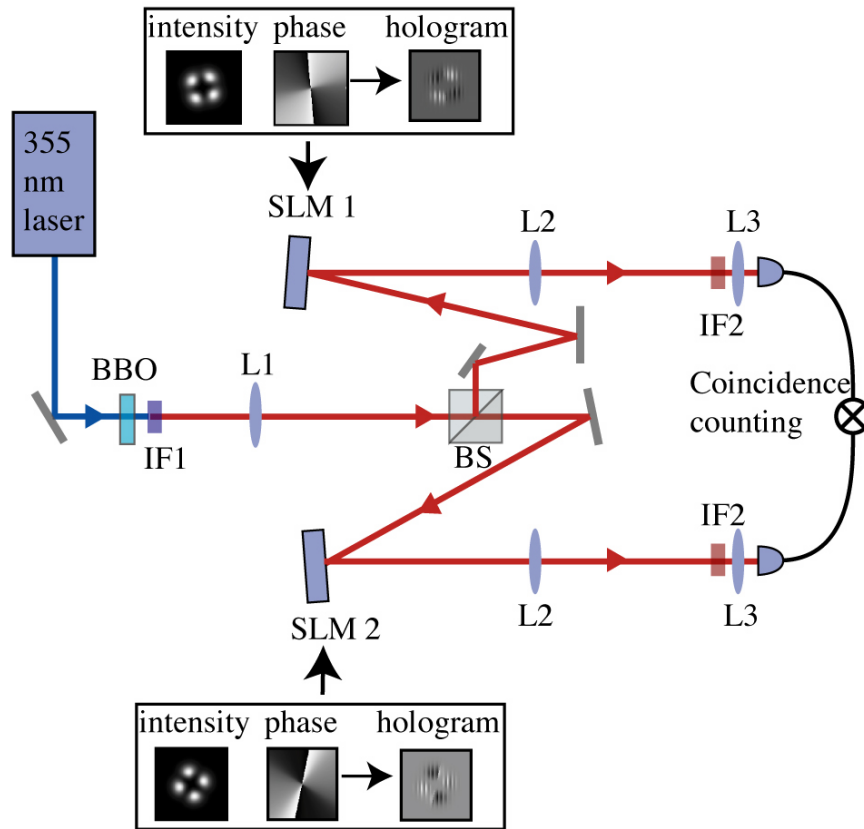 intensity phase hologram
355
nm
laser
SLM 1
L2
L3
BBO
L1
IF2
Coincidence
counting
IF1
BS
IF2
L2
L3
SLM 2
intensity phase hologram